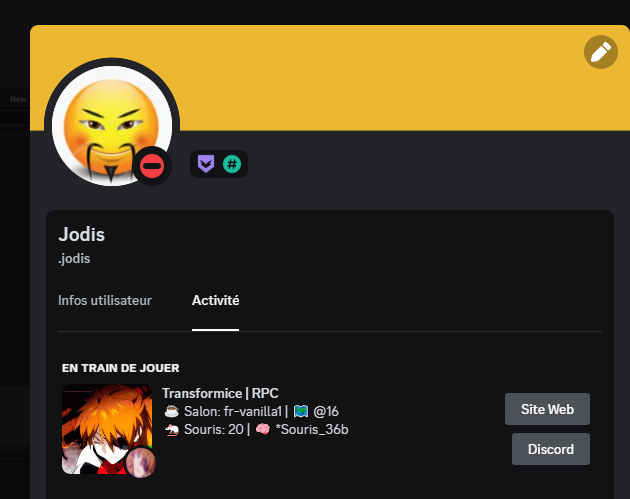 New
Jodis
.jodis
Infos utilisateur
Activité
EN TRAIN DE JOUER
Transformice | RPC
Salon: fr-vanilla1 | @16
Souris: 20 | *Souris_36b
Site Web
Discord